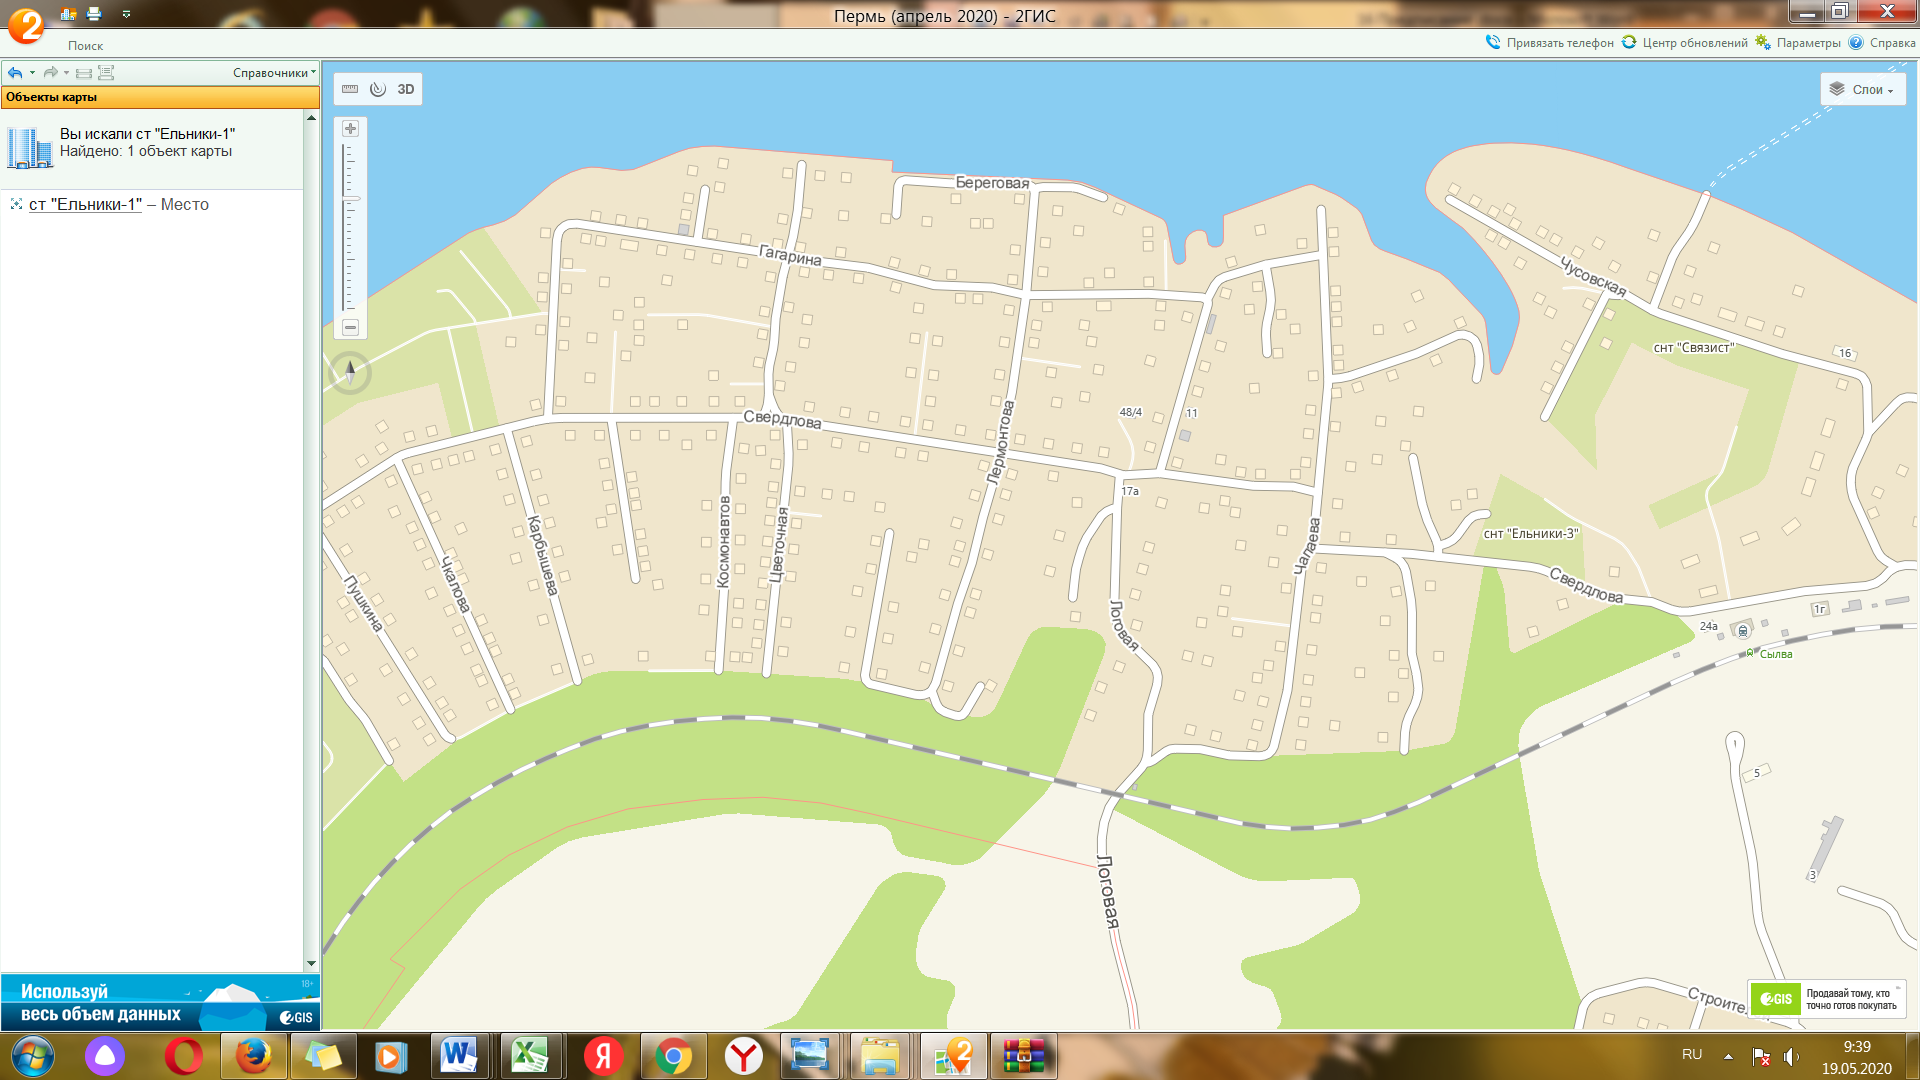 Пермь (апрель 2020) - 2ГИС
Поиск
Привязать телефон
Центр обновлений
Параметры
Справка
Справочники
Объекты карты
Вы искали ст "Ельники-1"
Найдено: 1 объект карты
ст "Ельники-1" – Место
3D
Слои
Береговая
Гагарина
Чусовская
снт "Связист"
16
Свердлова
Лермонтова
48/4
11
17а
Космонавтов
Цветочная
Карбышева
Чкалова
Пушкина
Чапаева
снт "Ельники-3"
Свердлова
Логовая
1г
24а
Сылва
5
3
Логовая
Строител
18+
Используй
весь объем данных
2GIS
2GIS
Продавай тому, кто
точно готов покупать
RU
9:39
19.05.2020